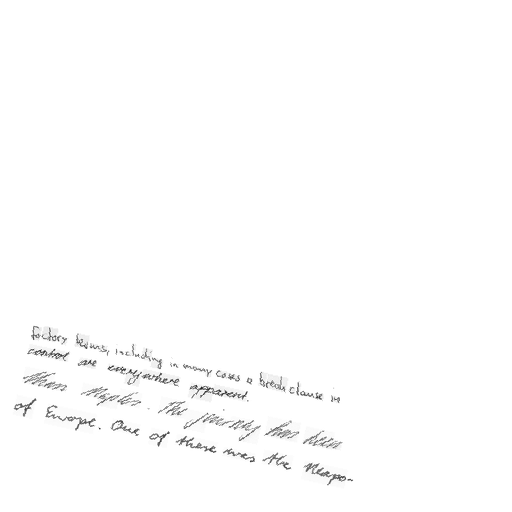 factory leases, including in many cases a break clause in
control are everywhere apparent.
than Naples. The journey has been
of Europe. One of these was the Neapo-